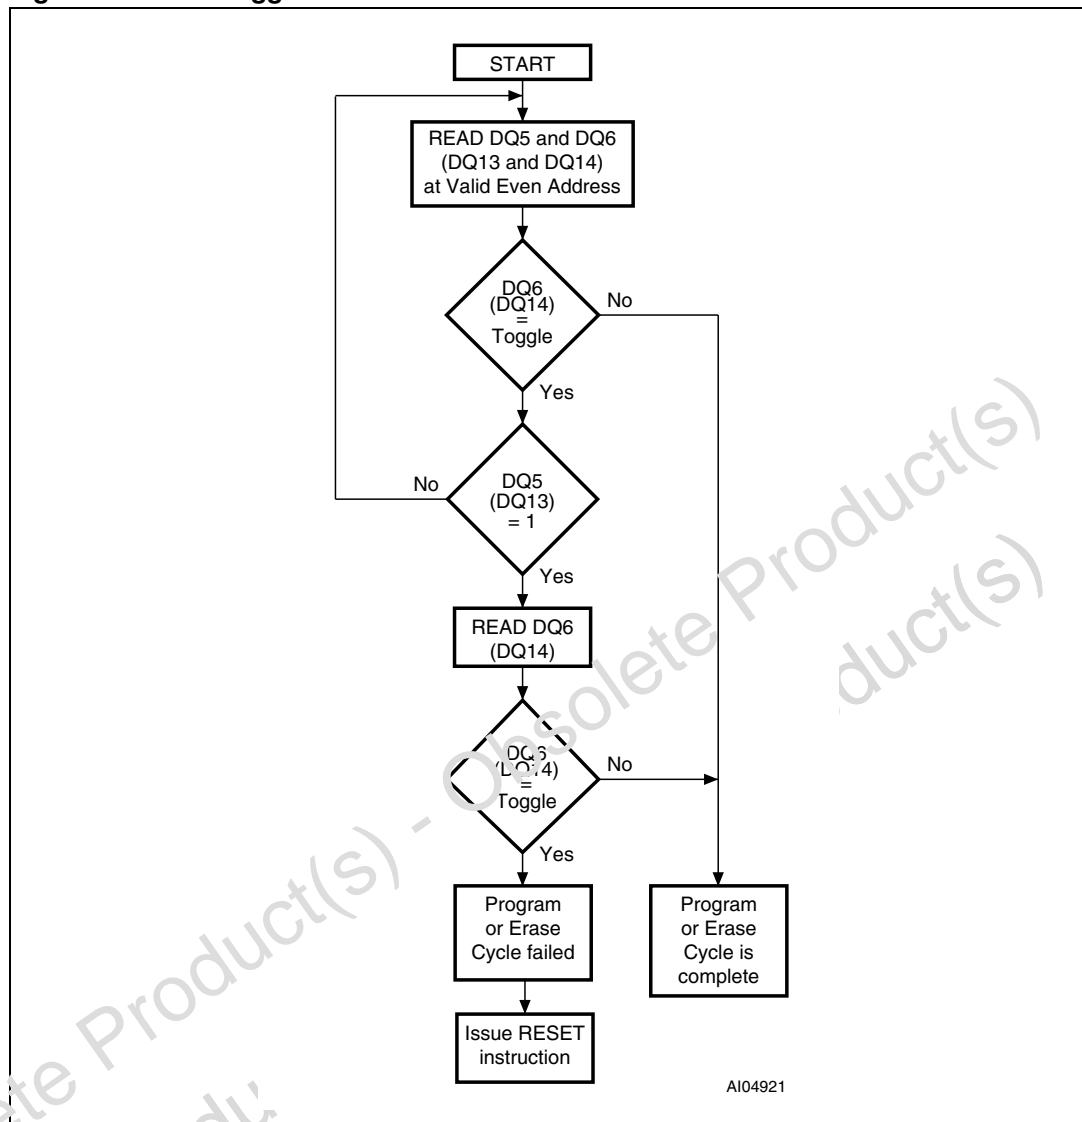 START
READ DQ5 and DQ6
(DQ13 and DQ14)
at Valid Even Address
DQ6
(DQ14)
=
Toggle
No
Yes
DQ5
(DQ13)
= 1
No
Yes
READ DQ6
(DQ14)
DQ6
(DQ14)
=
Toggle
No
Yes
Program
or Erase
Cycle failed
Program
or Erase
Cycle is
complete
Issue RESET
instruction
AI04921
Product(s) - Obsolete Product(s)